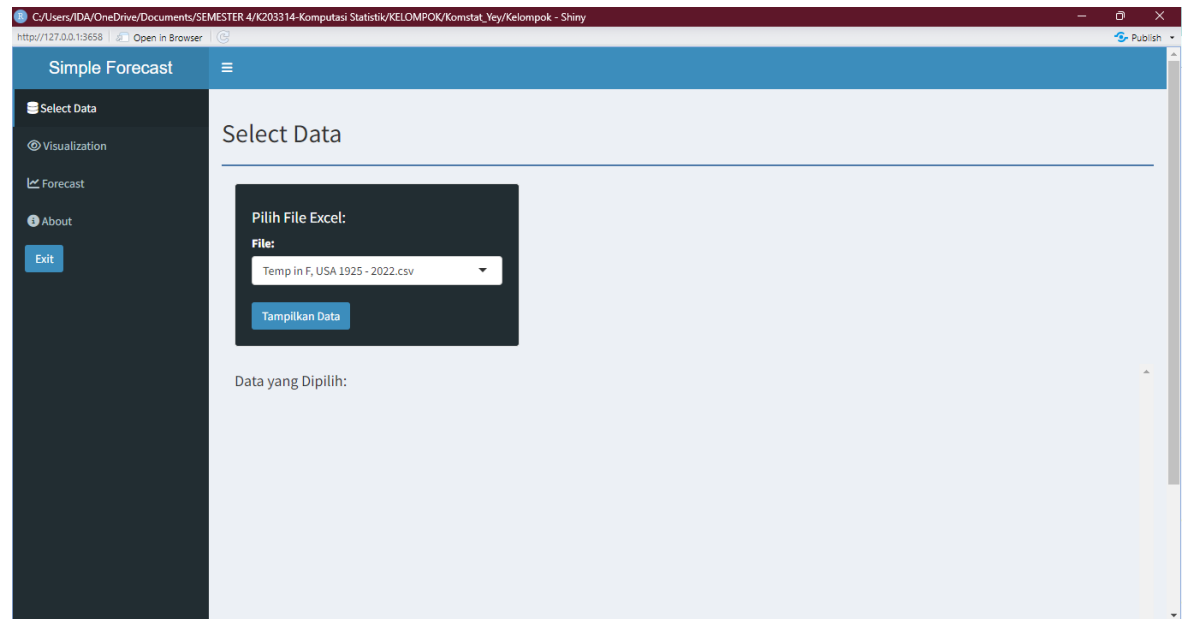 C:/Users/IDA/OneDrive/Documents/SEMESTER 4/K203314-Komputasi Statistik/KELOMPOK/Komstat_Yey/Kelompok - Shiny
http://127.0.0.1:3658 Open in Browser Publish
Simple Forecast
Select Data
Visualization
Forecast
About
Exit
Select Data
Pilih File Excel:
File:
Temp in F, USA 1925 - 2022.csv
Tampilkan Data
Data yang Dipilih: